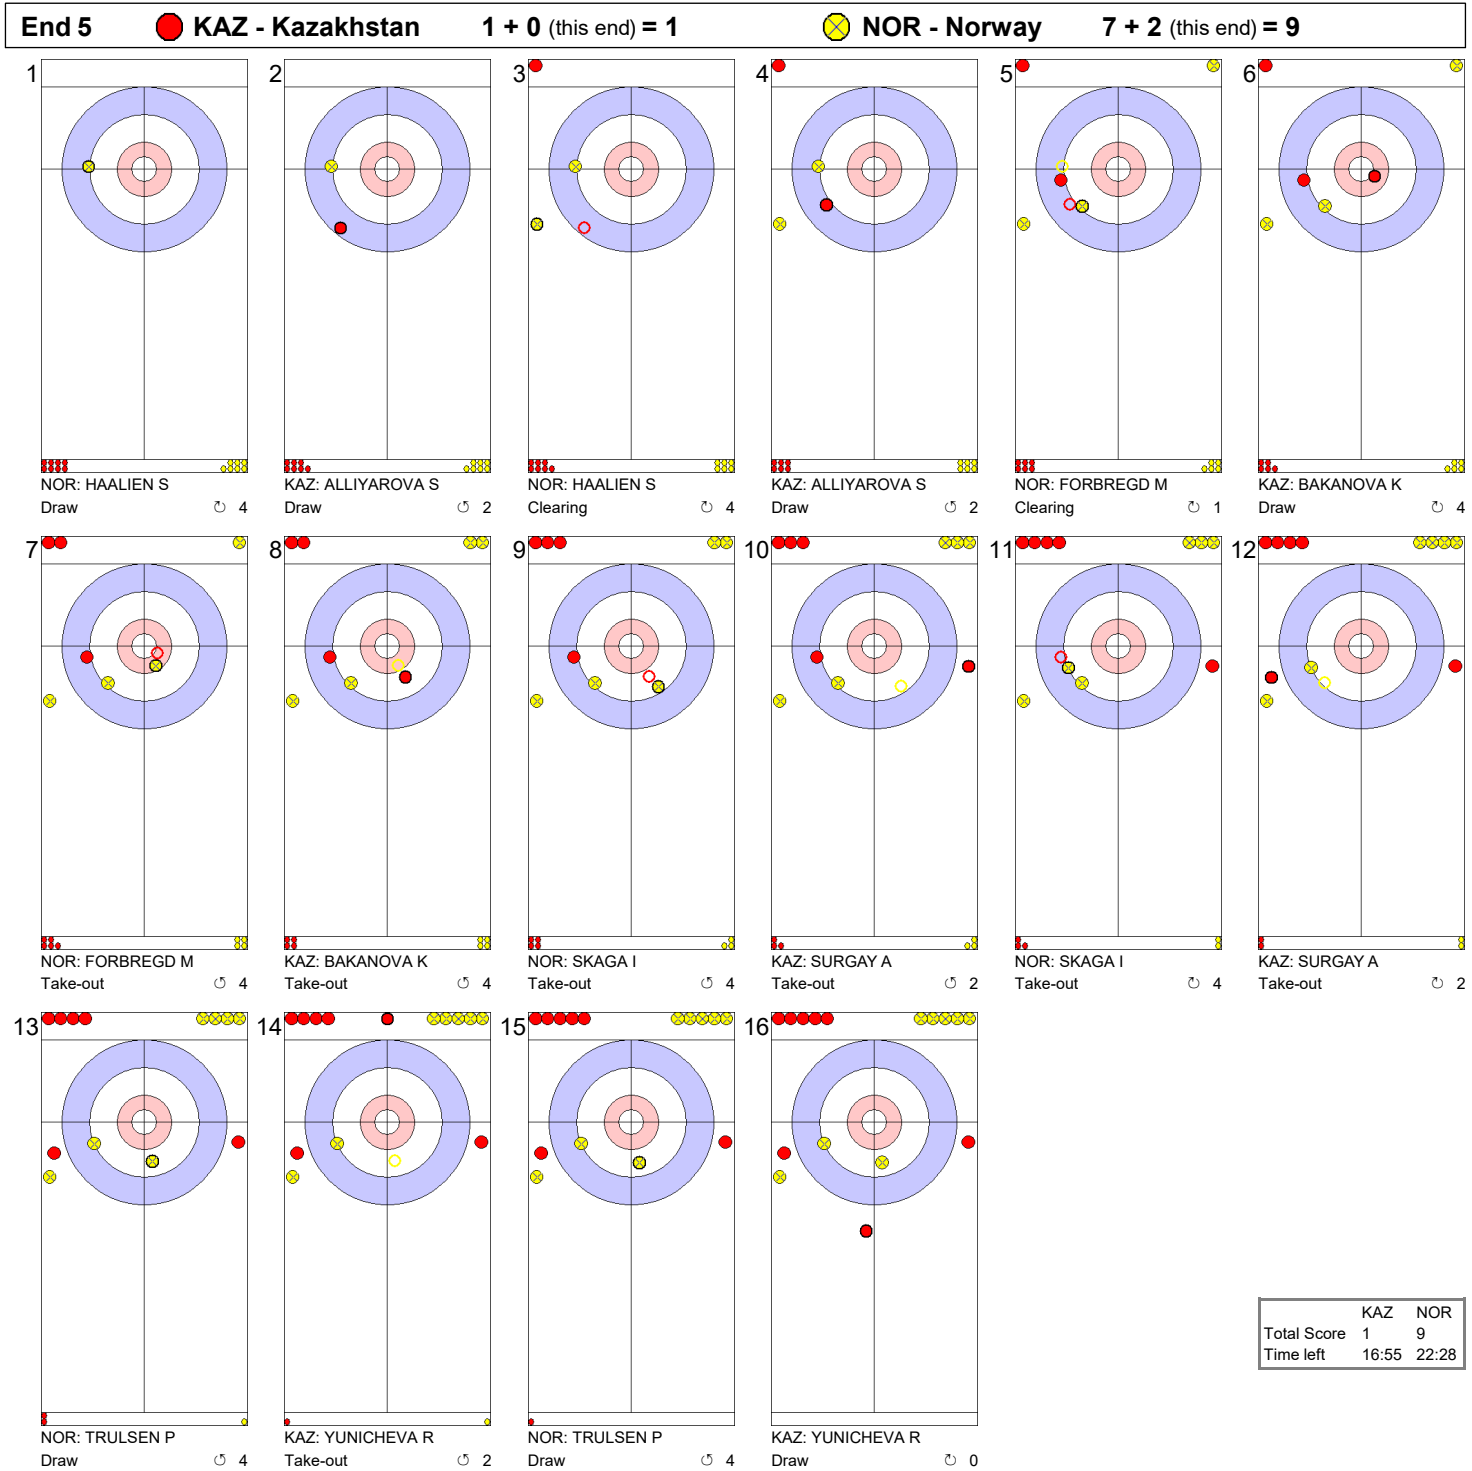 End 5 KAZ - Kazakhstan 1 + 0 (this end) = 1 NOR - Norway 7 + 2 (this end) = 9
1 2 3 4 5 6
NOR: HAALIEN S KAZ: ALLIYAROVA S NOR: HAALIEN S KAZ: ALLIYAROVA S NOR: FORBREGD M KAZ: BAKANOVA K
Draw ↻ 4 Draw ↺ 2 Clearing ↻ 4 Draw ↺ 2 Clearing ↻ 1 Draw ↺ 4
7 8 9 10 11 12
NOR: FORBREGD M KAZ: BAKANOVA K NOR: SKAGA I KAZ: SURGAY A NOR: SKAGA I KAZ: SURGAY A
Take-out ↺ 4 Take-out ↺ 4 Take-out ↺ 4 Take-out ↺ 2 Take-out ↻ 4 Take-out ↻ 2
13 14 15 16
KAZ NOR
Total Score 1 9
Time left 16:55 22:28
NOR: TRULSEN P KAZ: YUNICHEVA R NOR: TRULSEN P KAZ: YUNICHEVA R
Draw ↺ 4 Take-out ↺ 2 Draw ↺ 4 Draw ↻ 0